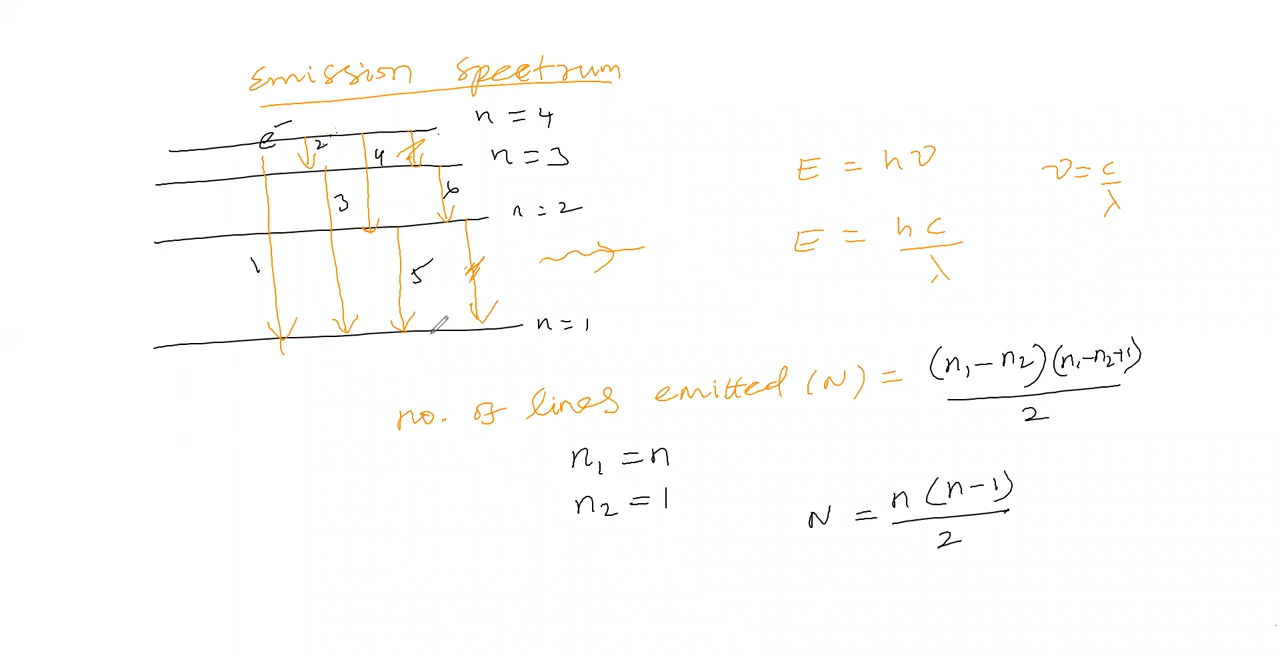 Emission Spectrum
n = 4
e⁻
2
4
n = 3
3
6
n = 2
1
5
n = 1
E = hν
ν = c/λ
E = hc/λ
no. of lines emitted (N) = (n₁-n₂)(n₁-n₂+1)/2
n₁ = n
n₂ = 1
N = n(n-1)/2